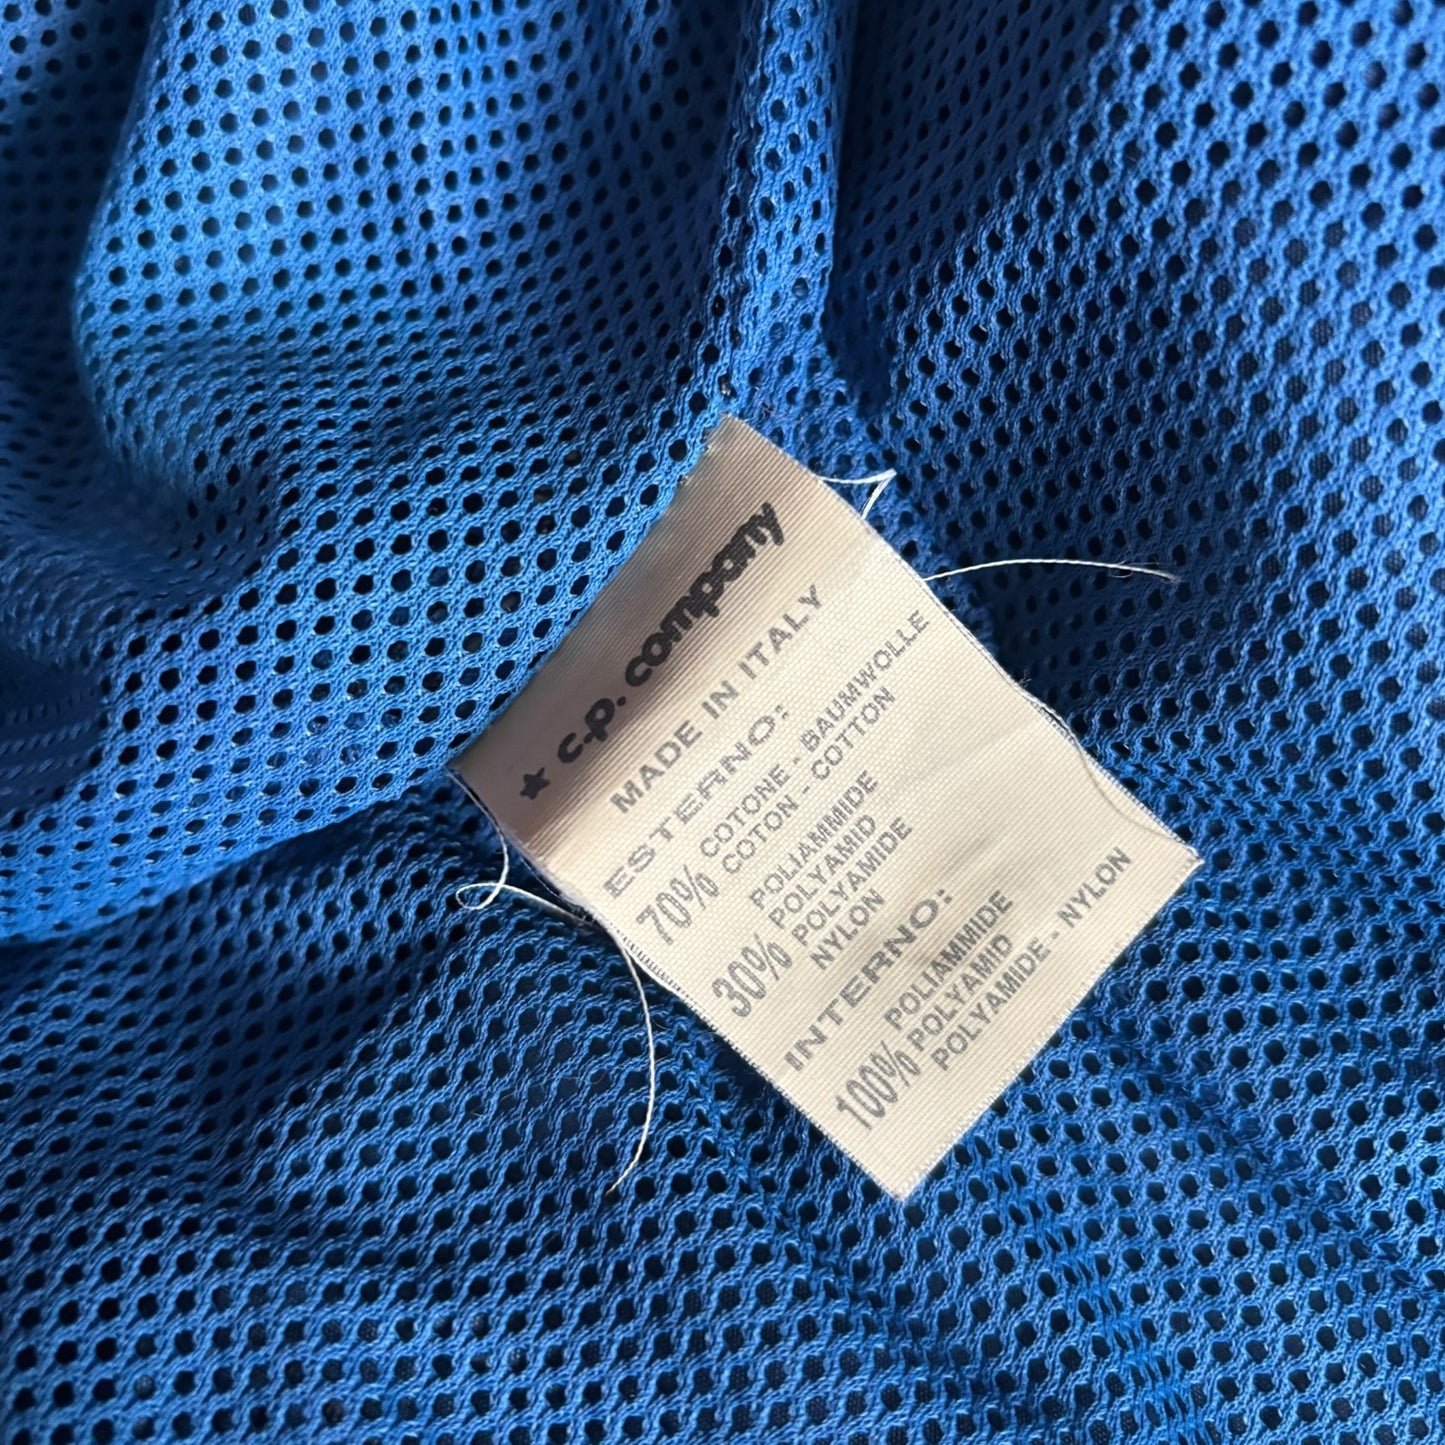 ★ c.p. company
MADE IN ITALY
ESTERNO:
70% COTONE - BAUMWOLLE
COTON - COTTON
30% POLIAMMIDE
POLYAMID
POLYAMIDE
NYLON
INTERNO:
100% POLIAMMIDE
POLYAMID
POLYAMIDE - NYLON